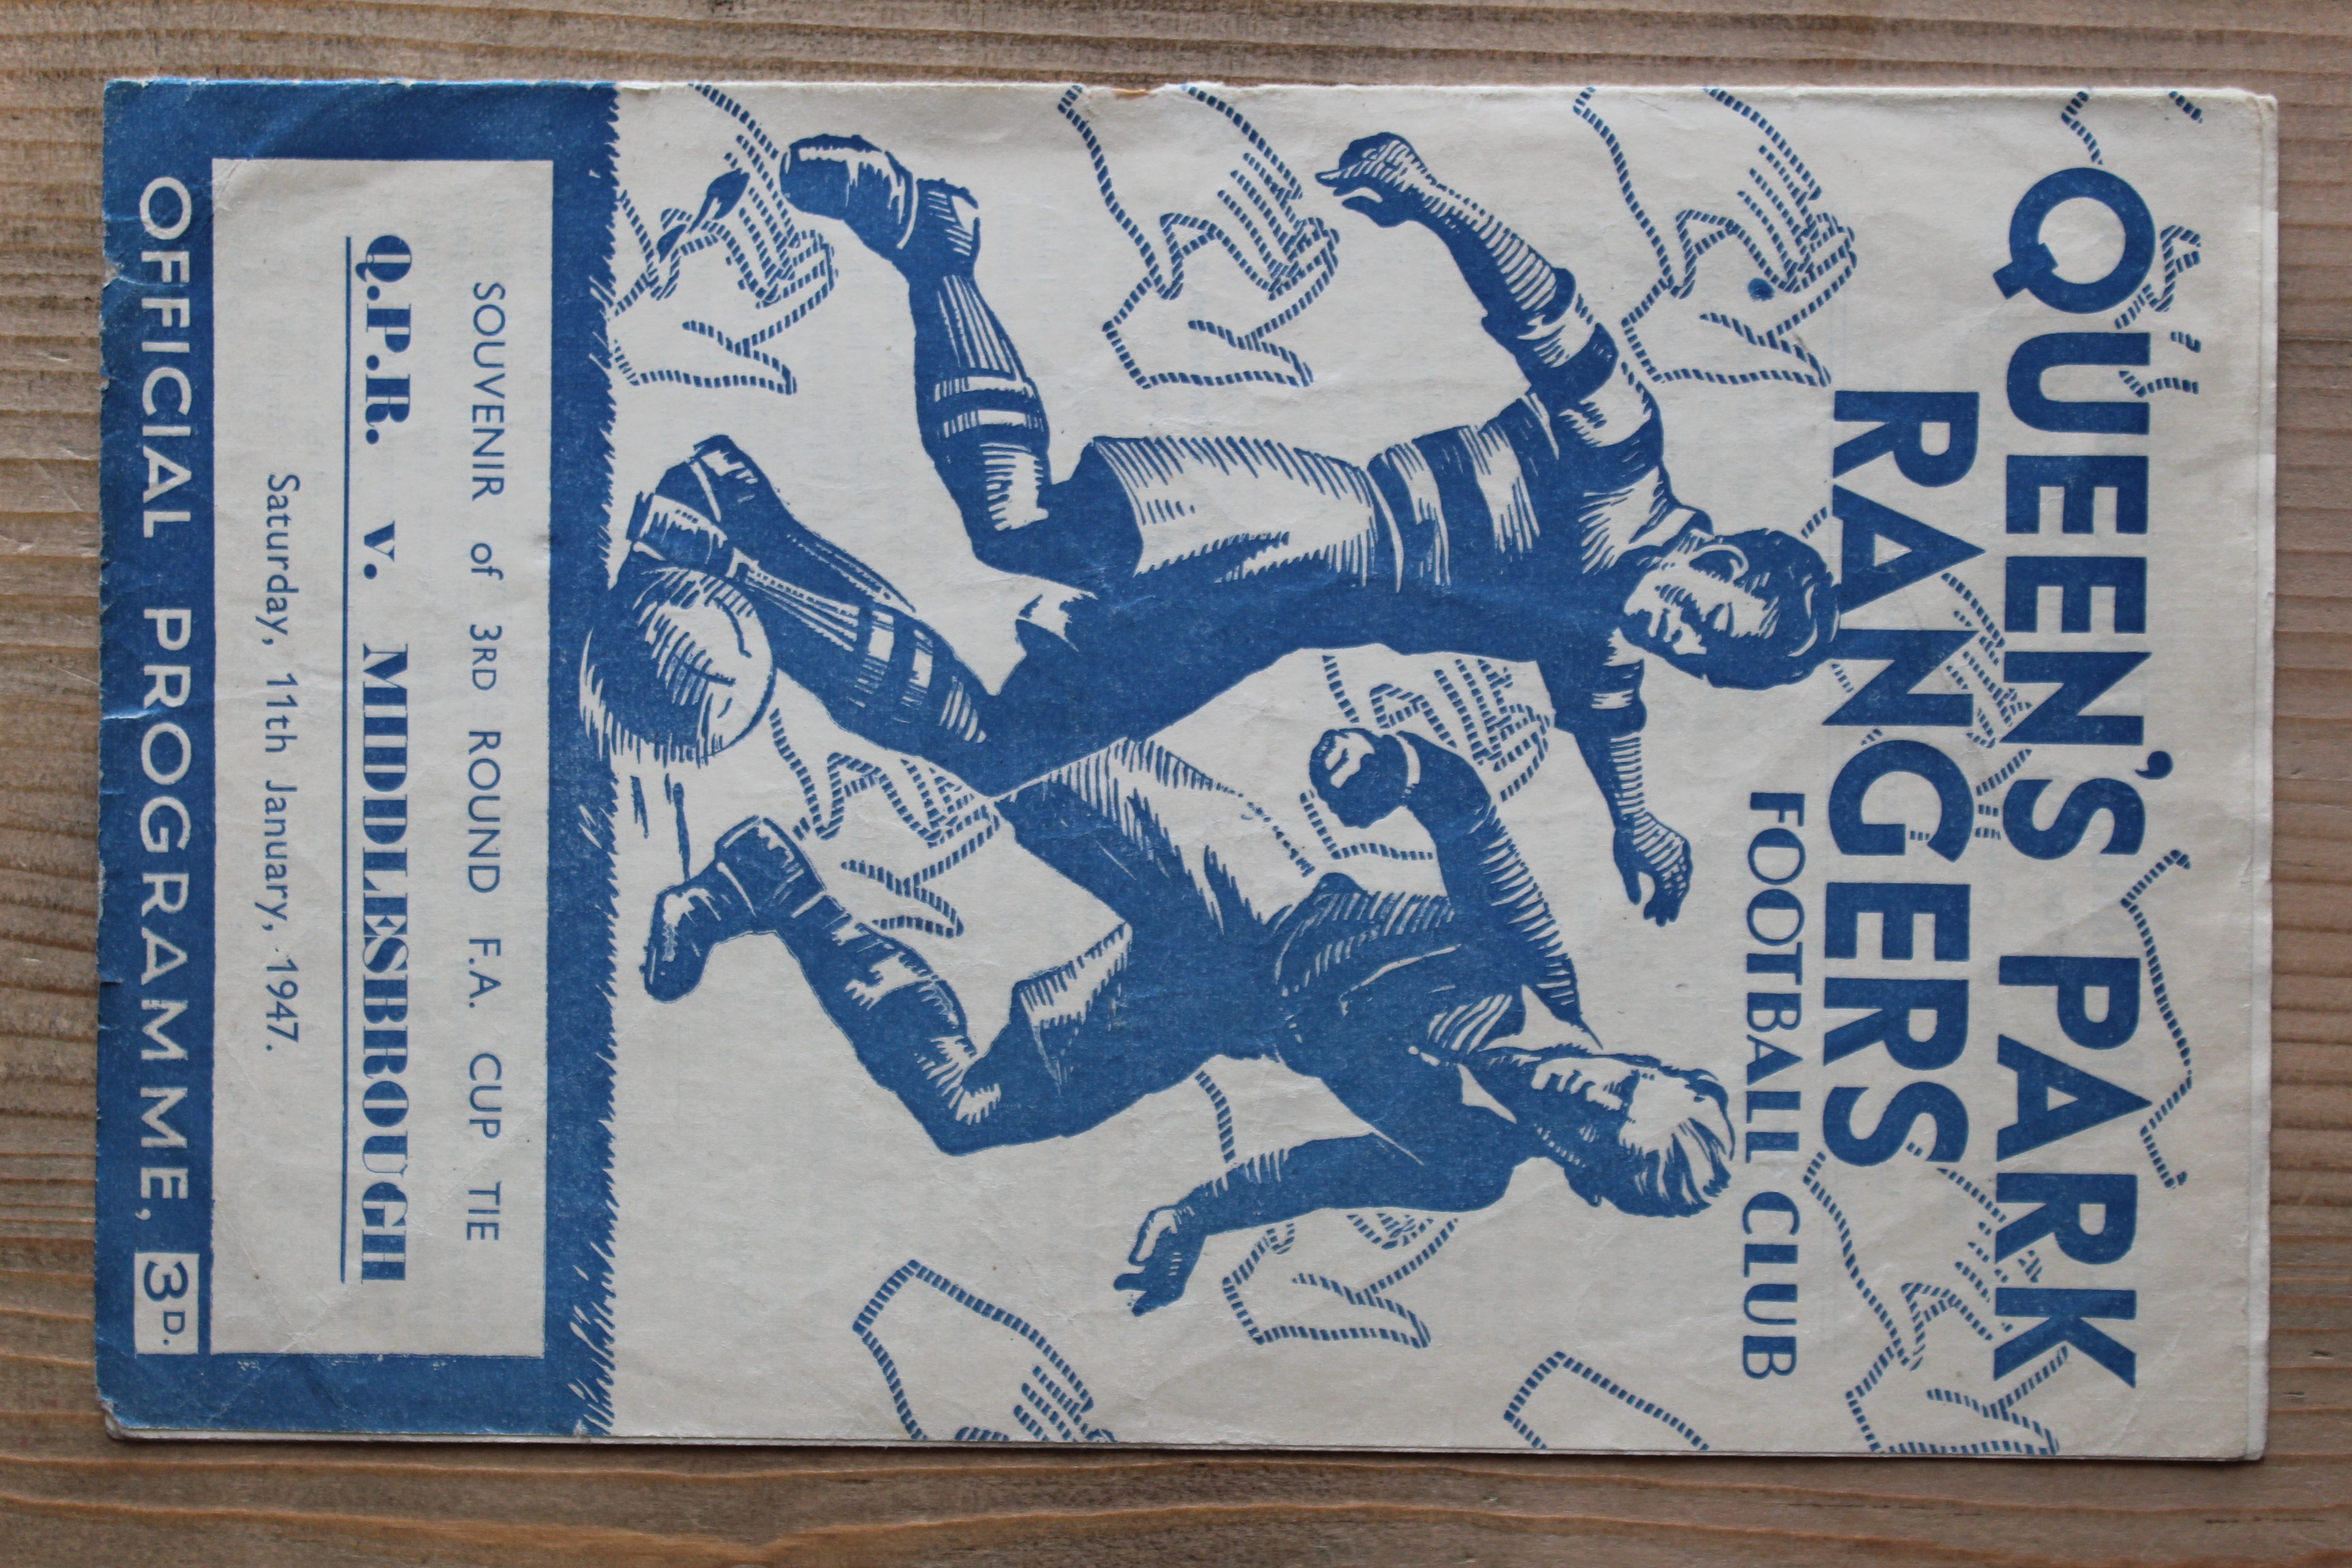 QUEEN'S PARK
RANGERS
FOOTBALL CLUB
SOUVENIR of 3RD ROUND F.A. CUP TIE
Q.P.R. v. MIDDLESBROUGH
Saturday, 11th January, 1947.
OFFICIAL PROGRAMME, 3D.